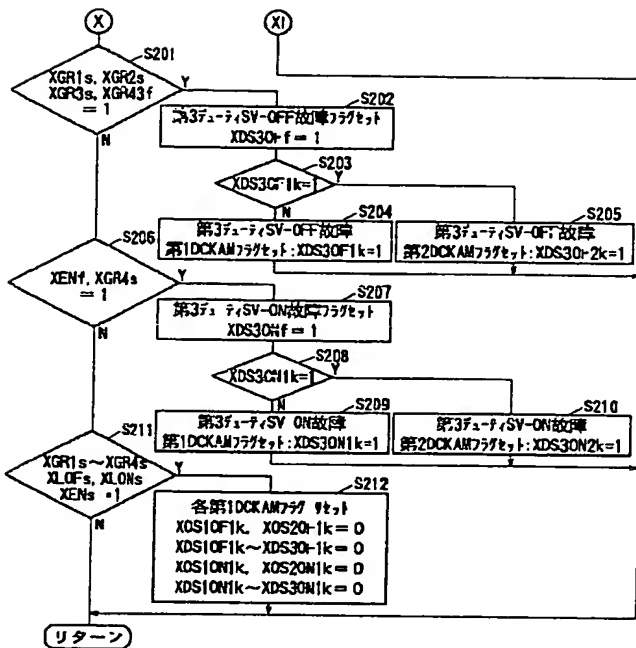 X
XI
S201
XGR1s, XGR2s
XGR3s, XGR43f
= 1
Y
N
S202
第3デューティSV-OFF故障フラグセット
XDS3OFf = 1
S203
XDS3OF1k=1
Y
N
S204
第3デューティSV-OFF故障
第1DCKAMフラグセット:XDS3OF1k=1
S205
第3デューティSV-OFF故障
第2DCKAMフラグセット:XDS3OF2k=1
S206
XENf, XGR4s
= 1
Y
N
S207
第3デューティSV-ON故障フラグセット
XDS3ONf = 1
S208
XDS3ON1k=1
Y
N
S209
第3デューティSV ON故障
第1DCKAMフラグセット:XDS3ON1k=1
S210
第3デューティSV-ON故障
第2DCKAMフラグセット:XDS3ON2k=1
S211
XGR1s~XGR4s
XLOFs, XLONs
XENs =1
Y
N
S212
各第1DCKAMフラグ リセット
XOS1OF1k, XOS2OF1k= 0
XDS1OF1k~XDS3OF1k= 0
XOS1ON1k, XOS2ON1k= 0
XDS1ON1k~XDS3ON1k= 0
リターン